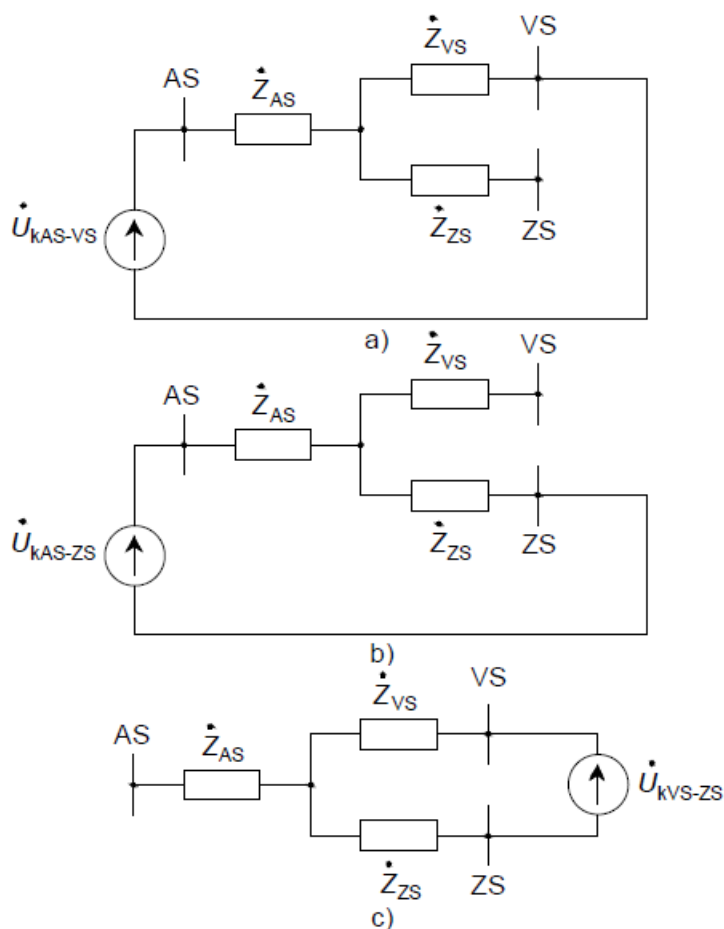 VS
Ż_VS
AS
Ż_AS
U̇_kAS-VS
Ż_ZS
ZS
a)
VS
Ż_VS
AS
Ż_AS
U̇_kAS-ZS
Ż_ZS
ZS
b)
VS
Ż_VS
AS
Ż_AS
U̇_kVS-ZS
Ż_ZS
ZS
c)